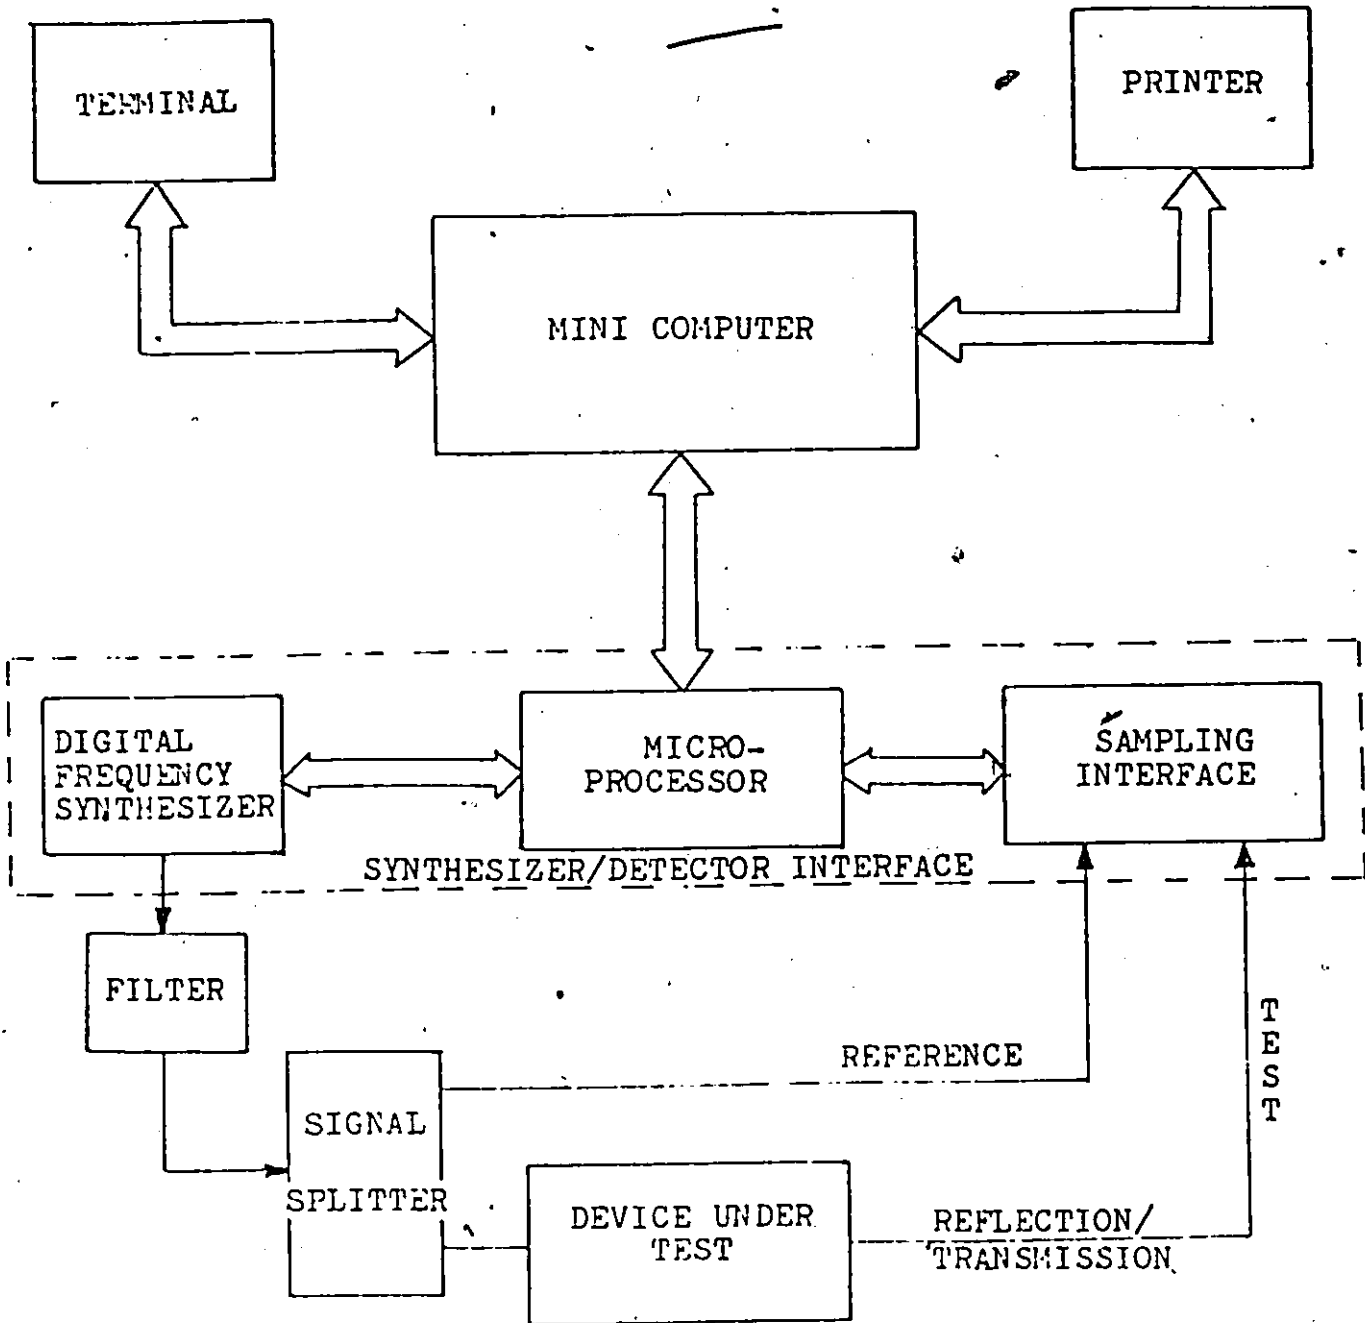 TERMINAL
PRINTER
MINI COMPUTER
DIGITAL
FREQUENCY
SYNTHESIZER
MICRO-
PROCESSOR
SAMPLING
INTERFACE
SYNTHESIZER/DETECTOR INTERFACE
FILTER
REFERENCE
TEST
SIGNAL
SPLITTER
DEVICE UNDER
TEST
REFLECTION/
TRANSMISSION